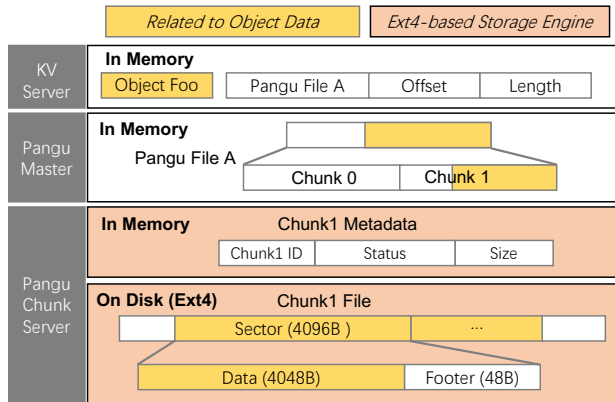 Related to Object Data
Ext4-based Storage Engine
KV Server
In Memory
Object Foo
Pangu File A
Offset
Length
Pangu Master
In Memory
Pangu File A
Chunk 0
Chunk 1
Pangu Chunk Server
In Memory
Chunk1 Metadata
Chunk1 ID
Status
Size
On Disk (Ext4)
Chunk1 File
Sector (4096B )
...
Data (4048B)
Footer (48B)